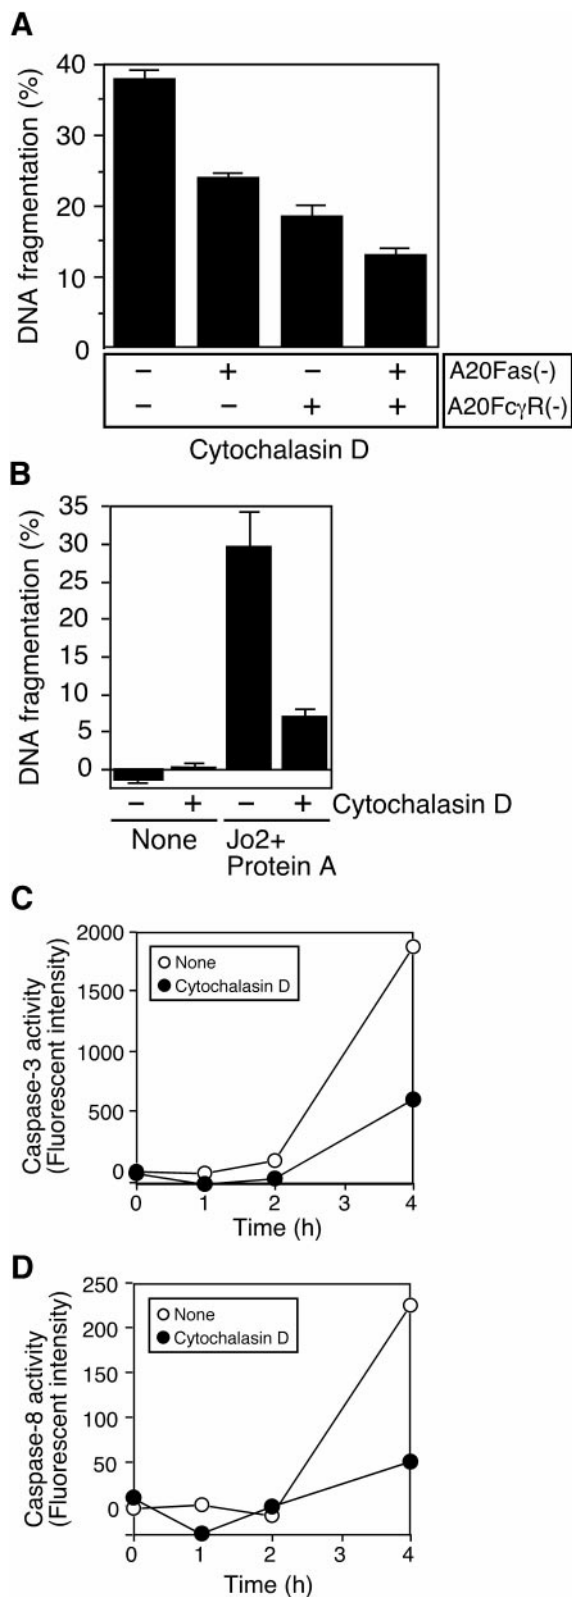 A
DNA fragmentation (%)
40
30
20
10
0
− + − + A20Fas(-)
− − + + A20FcγR(-)
Cytochalasin D
B
DNA fragmentation (%)
35
30
25
20
15
10
5
0
− + − + Cytochalasin D
None Jo2+
Protein A
C
Caspase-3 activity
(Fluorescent intensity)
2000
1500
1000
500
0
None
Cytochalasin D
0 1 2 3 4
Time (h)
D
Caspase-8 activity
(Fluorescent intensity)
250
200
150
100
50
0
None
Cytochalasin D
0 1 2 3 4
Time (h)